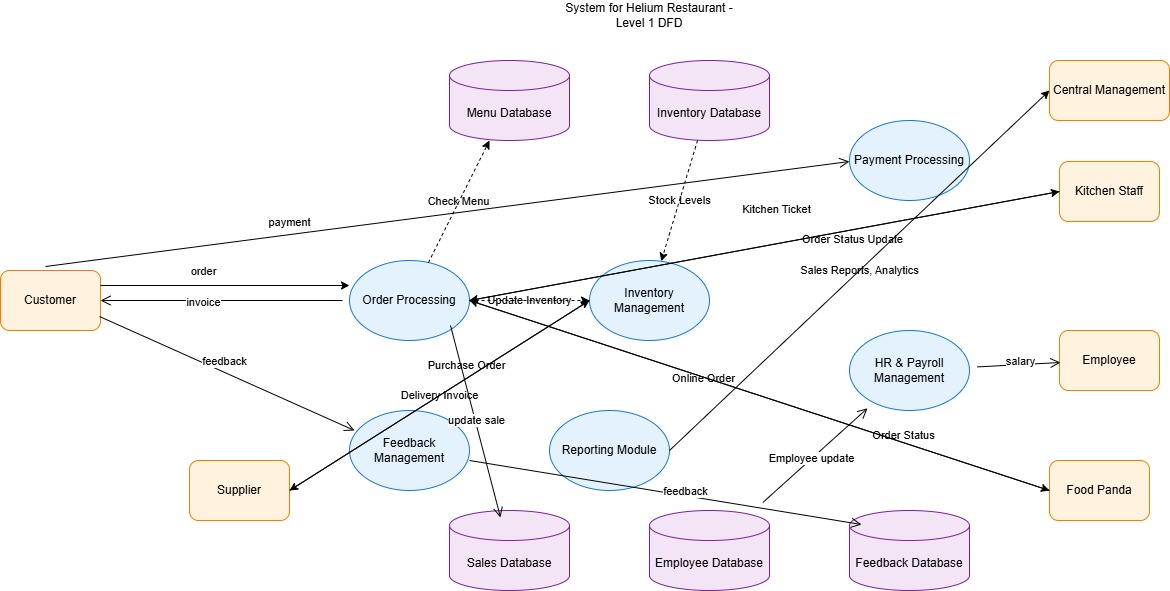 System for Helium Restaurant -
Level 1 DFD
Menu Database
Inventory Database
Central Management
Payment Processing
Kitchen Staff
Check Menu
Stock Levels
Kitchen Ticket
payment
Order Status Update
order
Sales Reports, Analytics
Customer
invoice
Order Processing
Update Inventory
Inventory
Management
feedback
Purchase Order
Online Order
HR & Payroll
Management
salary
Employee
Delivery Invoice
update sale
Order Status
Feedback
Management
Reporting Module
Employee update
Supplier
feedback
Food Panda
Sales Database
Employee Database
Feedback Database